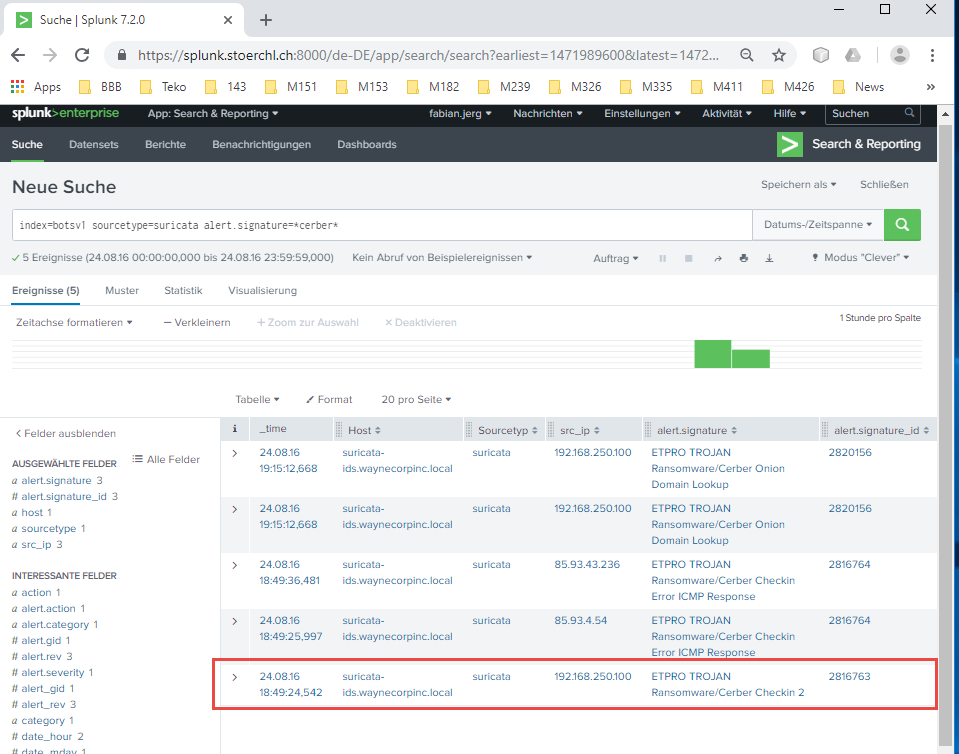 Suche | Splunk 7.2.0
https://splunk.stoerchl.ch:8000/de-DE/app/search/search?earliest=1471989600&latest=1472...
Apps BBB Teko 143 M151 M153 M182 M239 M326 M335 M411 M426 News »
splunk>enterprise App: Search & Reporting fabian.jerg Nachrichten Einstellungen Aktivität Hilfe Suchen
Suche Datensets Berichte Benachrichtigungen Dashboards Search & Reporting
Neue Suche Speichern als Schließen
index=botsv1 sourcetype=suricata alert.signature=*cerber* Datums-/Zeitspanne
✓ 5 Ereignisse (24.08.16 00:00:00,000 bis 24.08.16 23:59:59,000) Kein Abruf von Beispielereignissen Auftrag Modus "Clever"
Ereignisse (5) Muster Statistik Visualisierung
Zeitachse formatieren — Verkleinern + Zoom zur Auswahl × Deaktivieren 1 Stunde pro Spalte
Tabelle Format 20 pro Seite
< Felder ausblenden Alle Felder
AUSGEWÄHLTE FELDER
a alert.signature 3
# alert.signature_id 3
a host 1
a sourcetype 1
a src_ip 3
INTERESSANTE FELDER
a action 1
a alert.action 1
a alert.category 1
# alert.gid 1
# alert.rev 3
# alert.severity 1
# alert_gid 1
# alert_rev 3
a category 1
# date_hour 2
# date_mday 1
i _time Host Sourcetyp src_ip alert.signature alert.signature_id
24.08.16 suricata- suricata 192.168.250.100 ETPRO TROJAN 2820156
19:15:12,668 ids.waynecorpinc.local Ransomware/Cerber Onion
Domain Lookup
24.08.16 suricata- suricata 192.168.250.100 ETPRO TROJAN 2820156
19:15:12,668 ids.waynecorpinc.local Ransomware/Cerber Onion
Domain Lookup
24.08.16 suricata- suricata 85.93.43.236 ETPRO TROJAN 2816764
18:49:36,481 ids.waynecorpinc.local Ransomware/Cerber Checkin
Error ICMP Response
24.08.16 suricata- suricata 85.93.4.54 ETPRO TROJAN 2816764
18:49:25,997 ids.waynecorpinc.local Ransomware/Cerber Checkin
Error ICMP Response
24.08.16 suricata- suricata 192.168.250.100 ETPRO TROJAN 2816763
18:49:24,542 ids.waynecorpinc.local Ransomware/Cerber Checkin 2